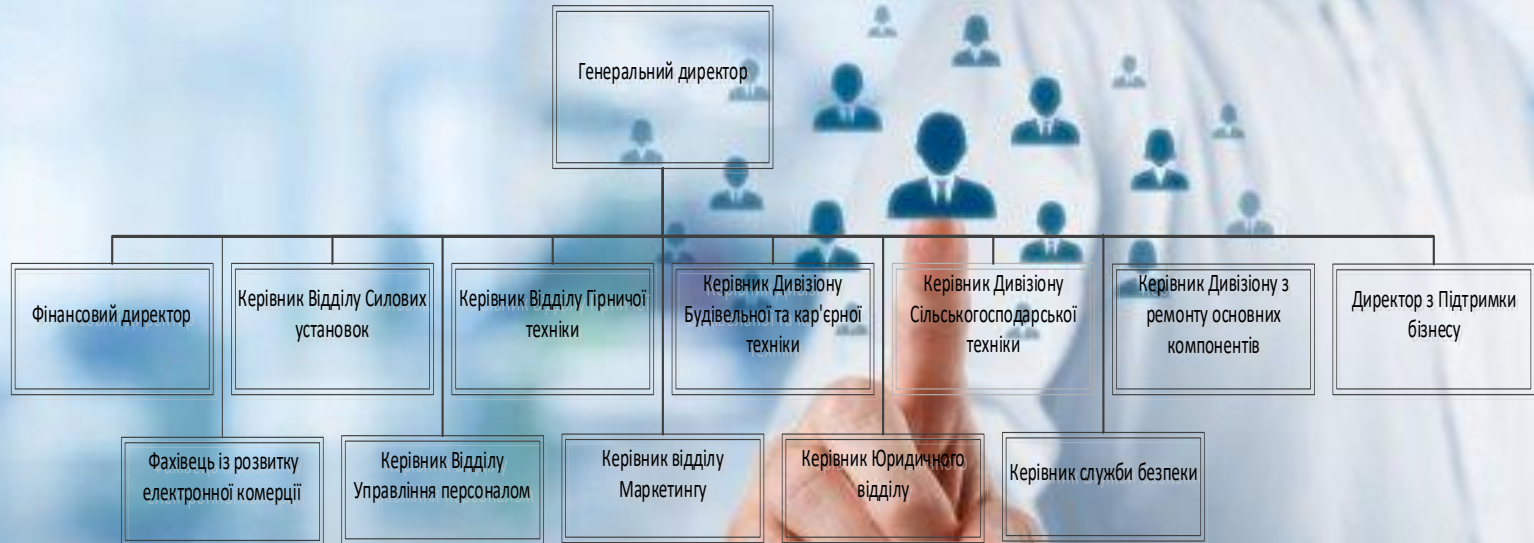 Генеральний директор
Фінансовий директор
Керівник Відділу Силових
установок
Керівник Відділу Гірничої
техніки
Керівник Дивізіону
Будівельної та кар'єрної
техніки
Керівник Дивізіону
Сільськогосподарської
техніки
Керівник Дивізіону з
ремонту основних
компонентів
Директор з Підтримки
бізнесу
Фахівець із розвитку
електронної комерції
Керівник Відділу
Управління персоналом
Керівник відділу
Маркетингу
Керівник Юридичного
відділу
Керівник служби безпеки